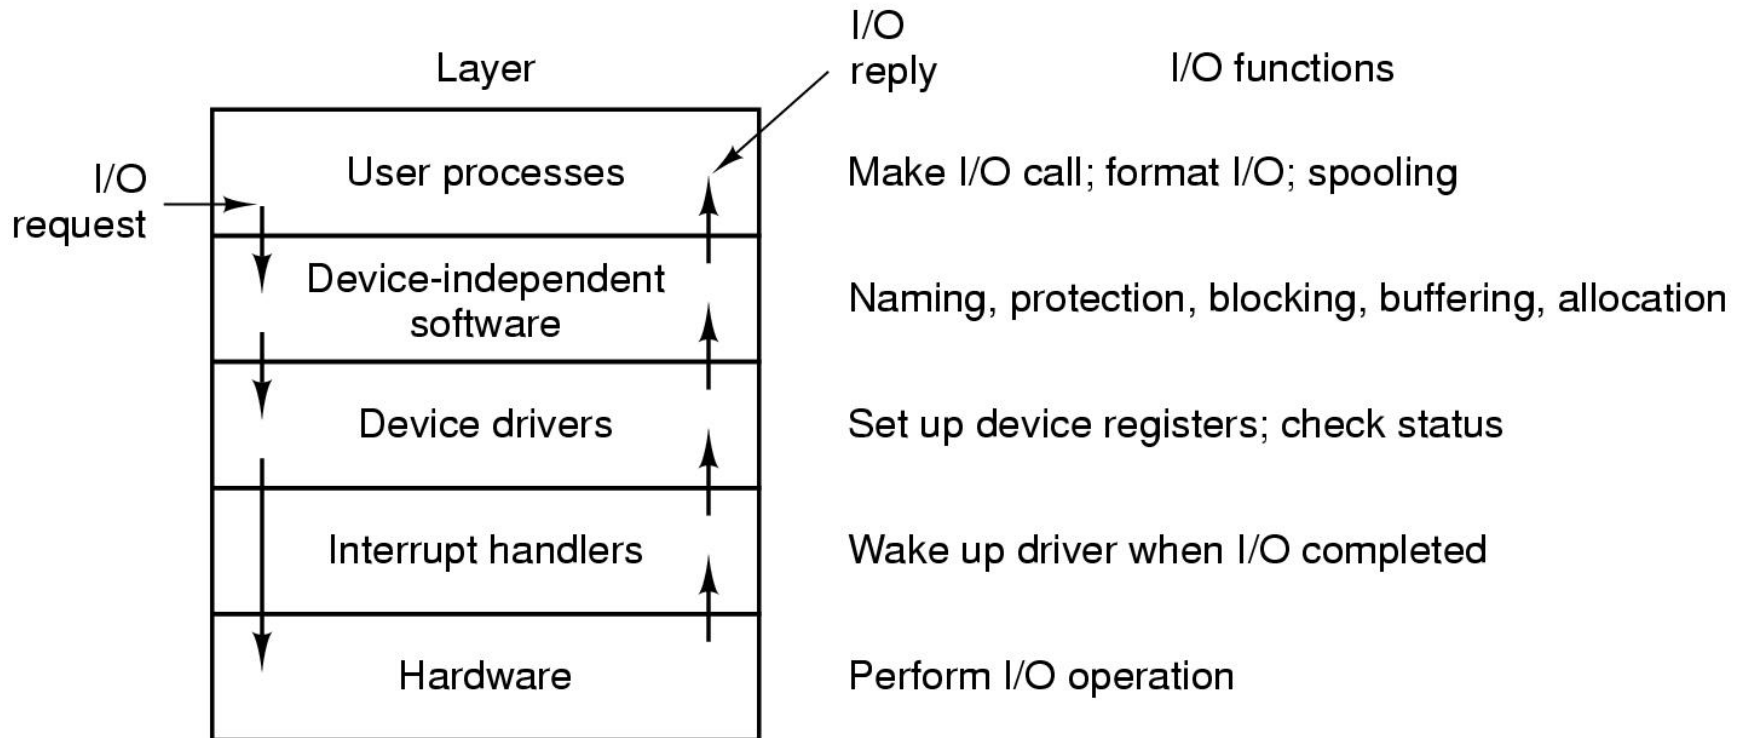 Layer
I/O
reply
I/O functions
I/O
request
User processes
Make I/O call; format I/O; spooling
Device-independent
software
Naming, protection, blocking, buffering, allocation
Device drivers
Set up device registers; check status
Interrupt handlers
Wake up driver when I/O completed
Hardware
Perform I/O operation